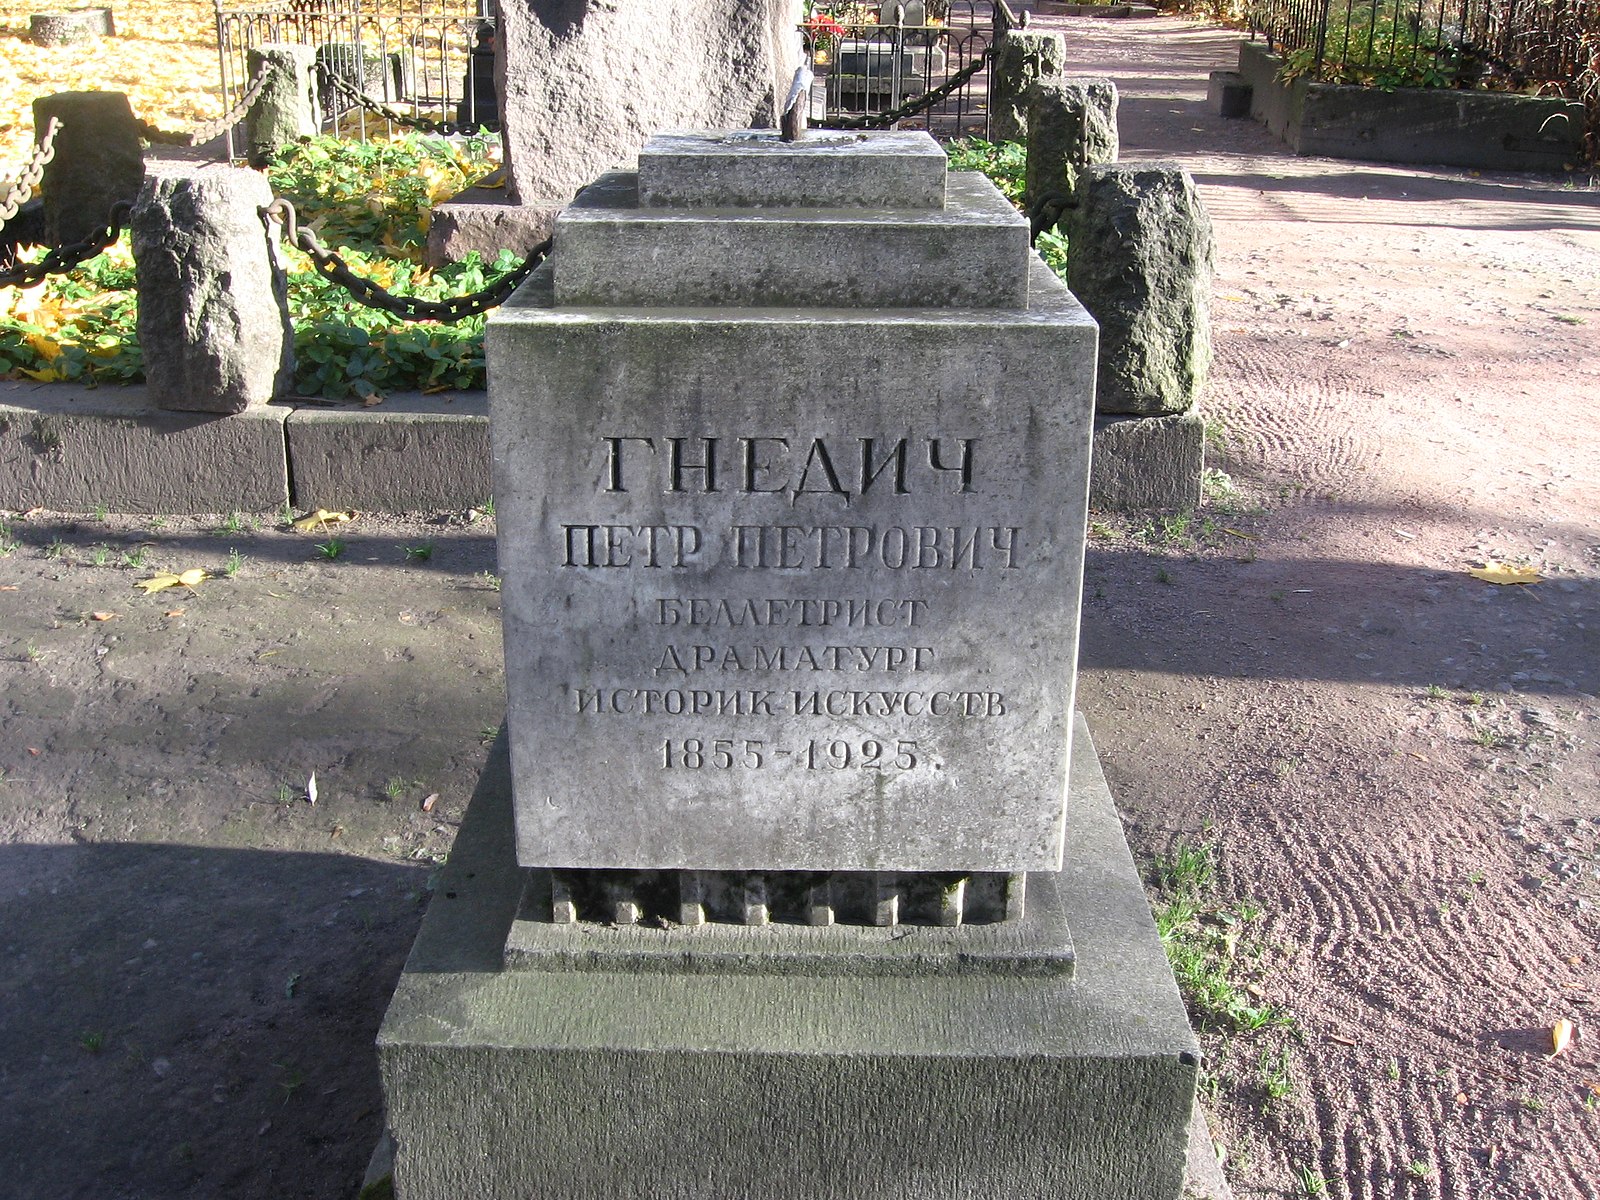 ГНЕДИЧ
ПЕТР ПЕТРОВИЧ
БЕЛЛЕТРИСТ
ДРАМАТУРГ
ИСТОРИК ИСКУССТВ
1855-1925.